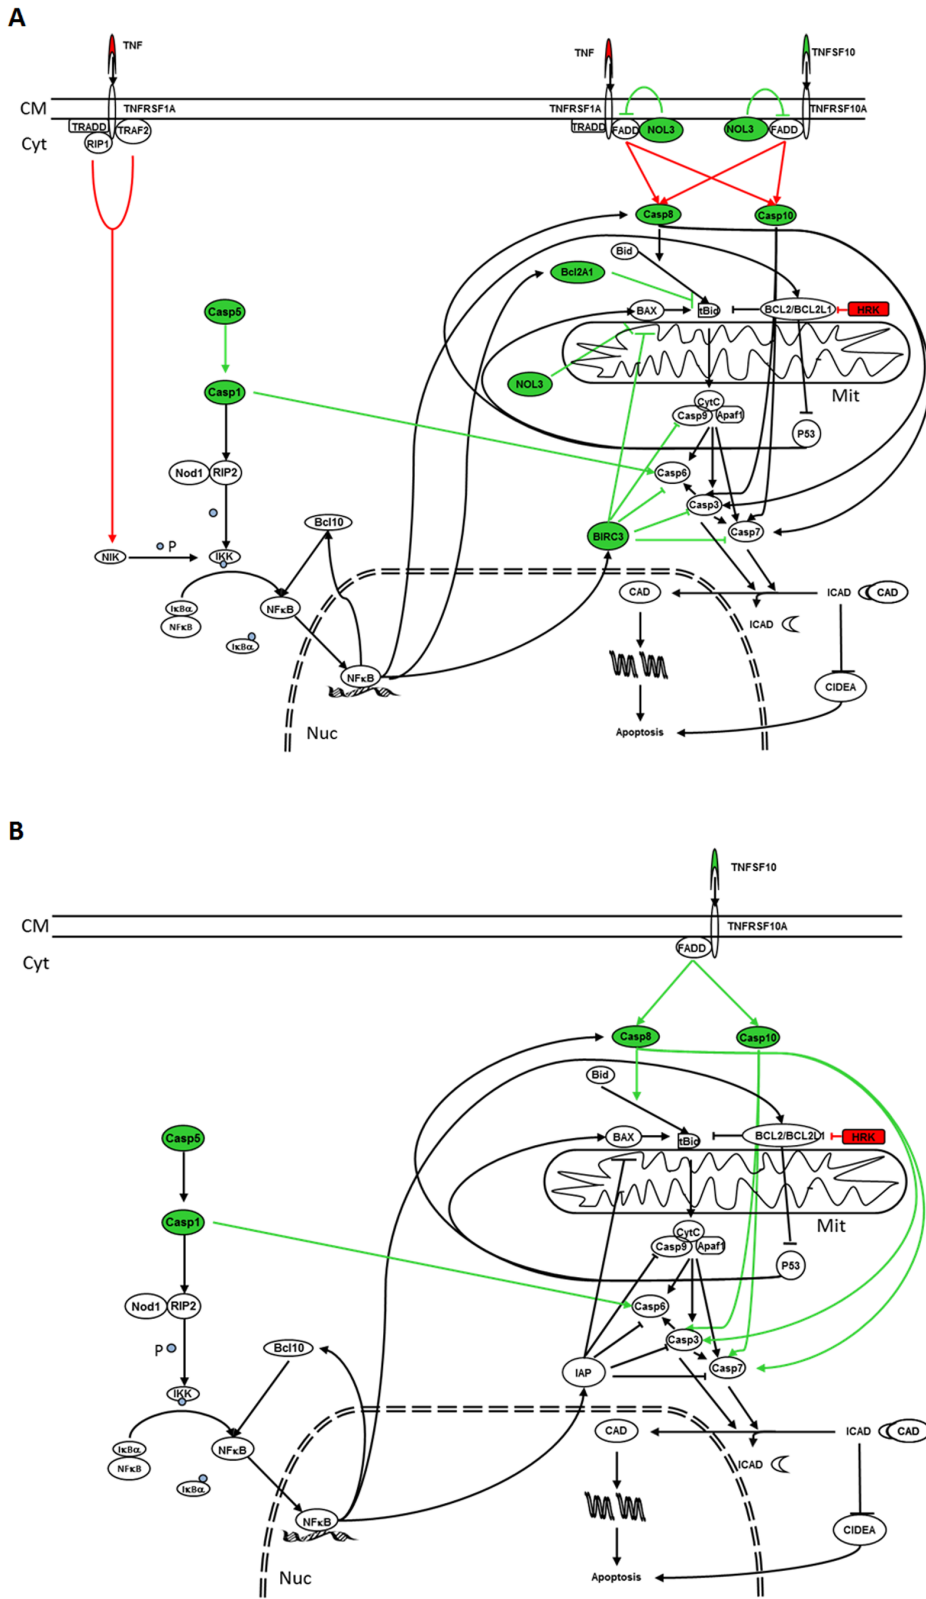 A
TNF
TNF
TNFSF10
CM
TNFRSF1A
TNFRSF1A
TNFRSF10A
Cyt
TRADD
TRAF2
RIP1
TRADD
FADD
NOL3
NOL3
FADD
Casp8
Casp10
Bid
Bcl2A1
Casp5
BAX
tBid
BCL2/BCL2L1
HRK
NOL3
Mit
Casp1
CytC
Casp9
Apaf1
P53
Nod1
RIP2
Casp6
Casp3
Bcl10
BIRC3
Casp7
P
NIK
IKK
IκBα
NFκB
NFκB
CAD
ICAD
CAD
ICAD
IκBα
NFκB
CIDEA
Nuc
Apoptosis
B
TNFSF10
CM
TNFRSF10A
FADD
Cyt
Casp8
Casp10
Bid
Casp5
BAX
tBid
BCL2/BCL2L1
HRK
Casp1
Mit
CytC
Casp9
Apaf1
P53
Nod1
RIP2
Casp6
Casp3
P
Bcl10
IAP
Casp7
IKK
IκBα
NFκB
NFκB
CAD
ICAD
CAD
ICAD
IκBα
NFκB
CIDEA
Nuc
Apoptosis